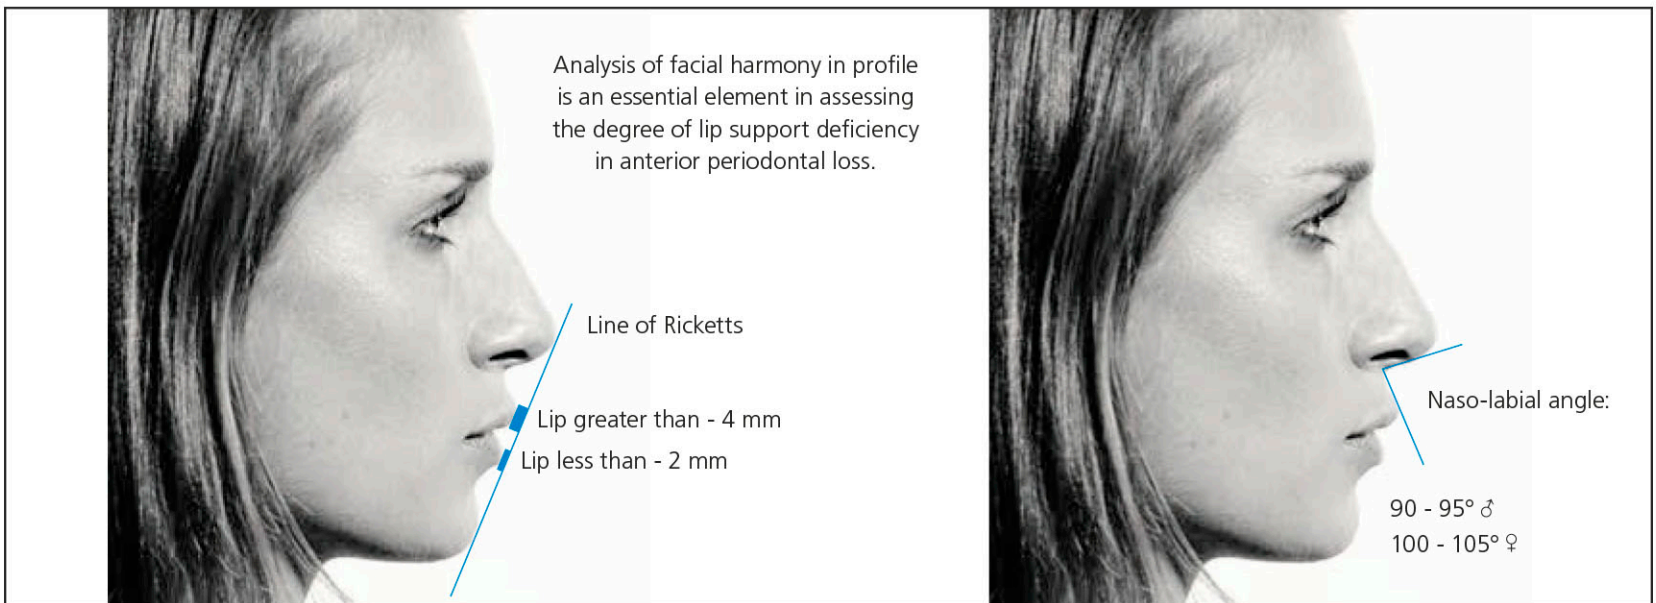 Analysis of facial harmony in profile
is an essential element in assessing
the degree of lip support deficiency
in anterior periodontal loss.
Line of Ricketts
Lip greater than - 4 mm
Lip less than - 2 mm
Naso-labial angle:
90 - 95° ♂
100 - 105° ♀